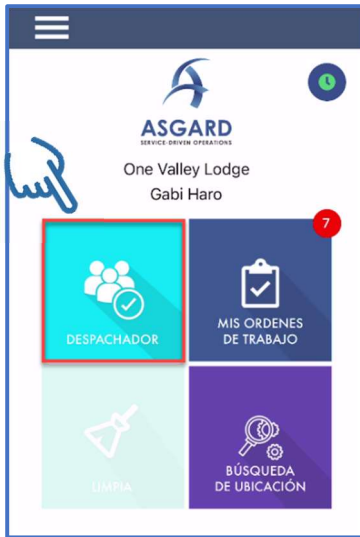 ASGARD
SERVICE-DRIVEN OPERATIONS
One Valley Lodge
Gabi Haro
7
DESPACHADOR
MIS ORDENES
DE TRABAJO
LIMPIA
BÚSQUEDA
DE UBICACIÓN